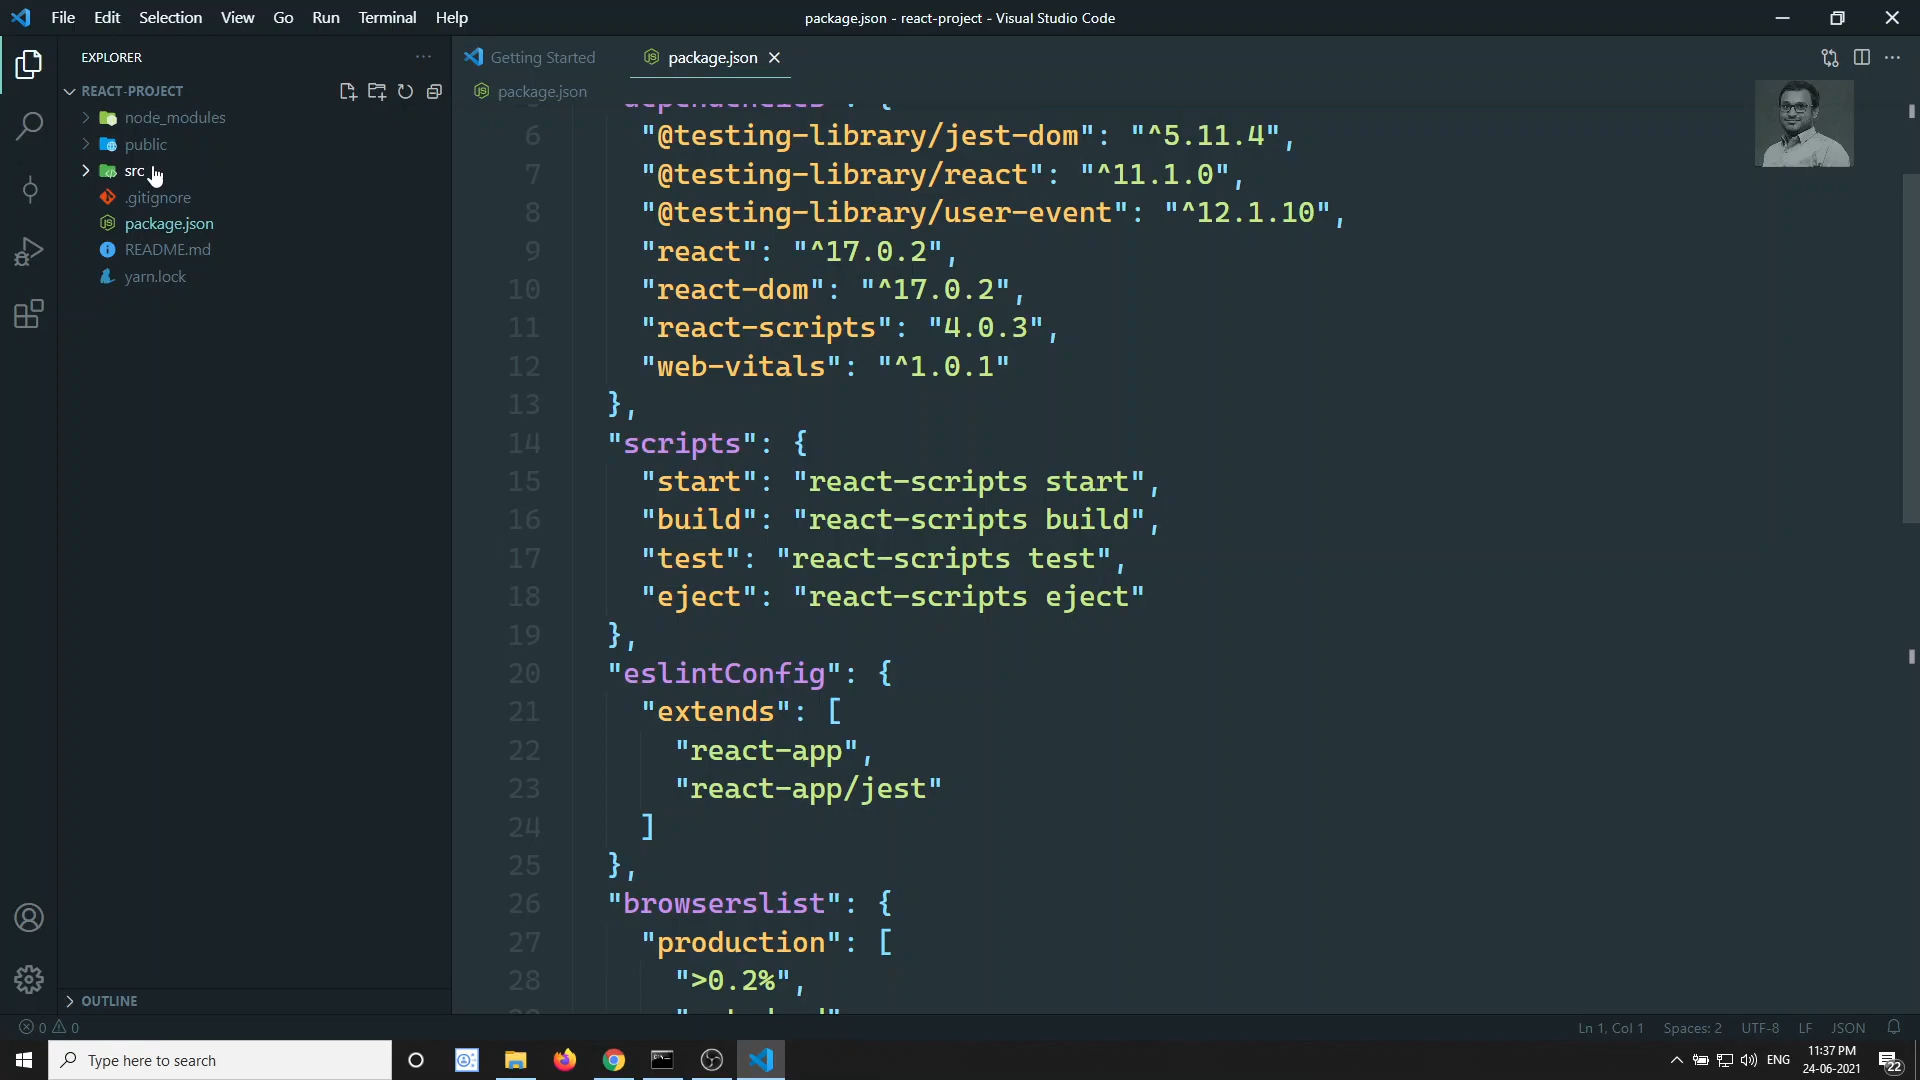 File Edit Selection View Go Run Terminal Help
package.json - react-project - Visual Studio Code
EXPLORER
REACT-PROJECT
node_modules
public
src
.gitignore
package.json
README.md
yarn.lock
OUTLINE
Getting Started
package.json
package.json
"dependencies": {
6 "@testing-library/jest-dom": "^5.11.4",
7 "@testing-library/react": "^11.1.0",
8 "@testing-library/user-event": "^12.1.10",
9 "react": "^17.0.2",
10 "react-dom": "^17.0.2",
11 "react-scripts": "4.0.3",
12 "web-vitals": "^1.0.1"
13 },
14 "scripts": {
15 "start": "react-scripts start",
16 "build": "react-scripts build",
17 "test": "react-scripts test",
18 "eject": "react-scripts eject"
19 },
20 "eslintConfig": {
21 "extends": [
22 "react-app",
23 "react-app/jest"
24 ]
25 },
26 "browserslist": {
27 "production": [
28 ">0.2%",
0 0
Ln 1, Col 1 Spaces: 2 UTF-8 LF JSON
Type here to search
ENG
11:37 PM
24-06-2021
22